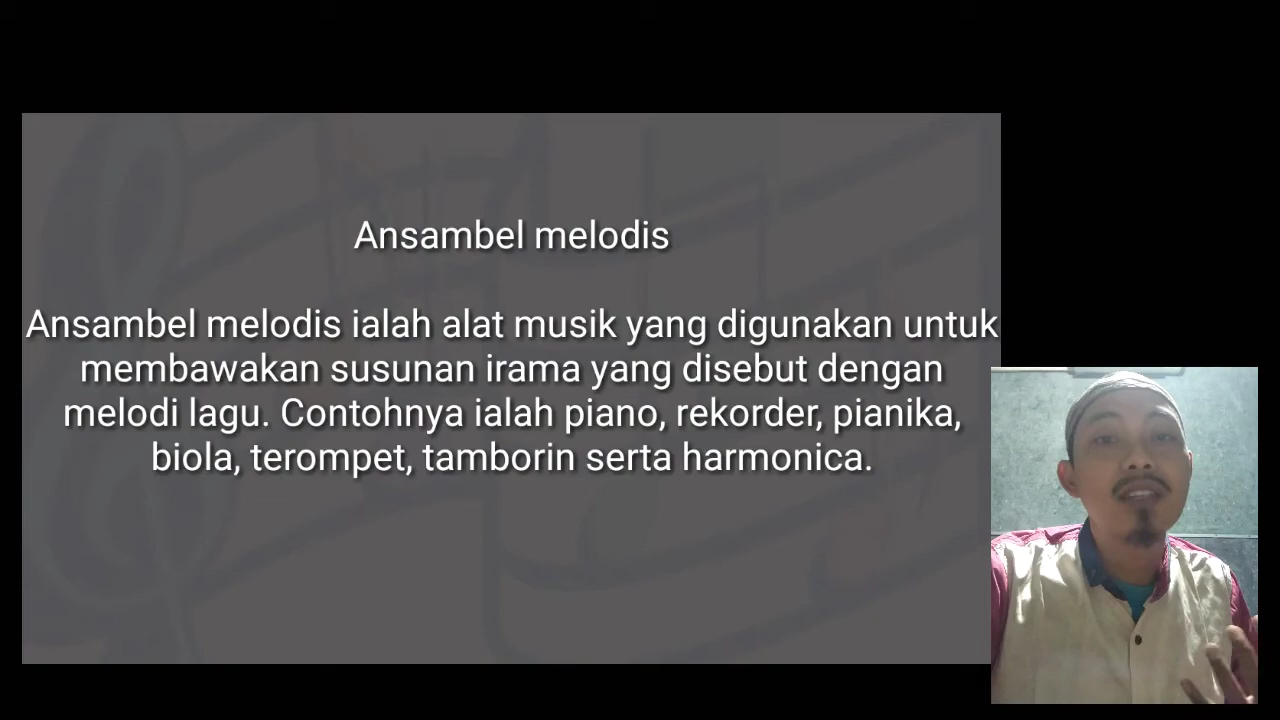 Ansambel melodis
Ansambel melodis ialah alat musik yang digunakan untuk
membawakan susunan irama yang disebut dengan
melodi lagu. Contohnya ialah piano, rekorder, pianika,
biola, terompet, tamborin serta harmonica.